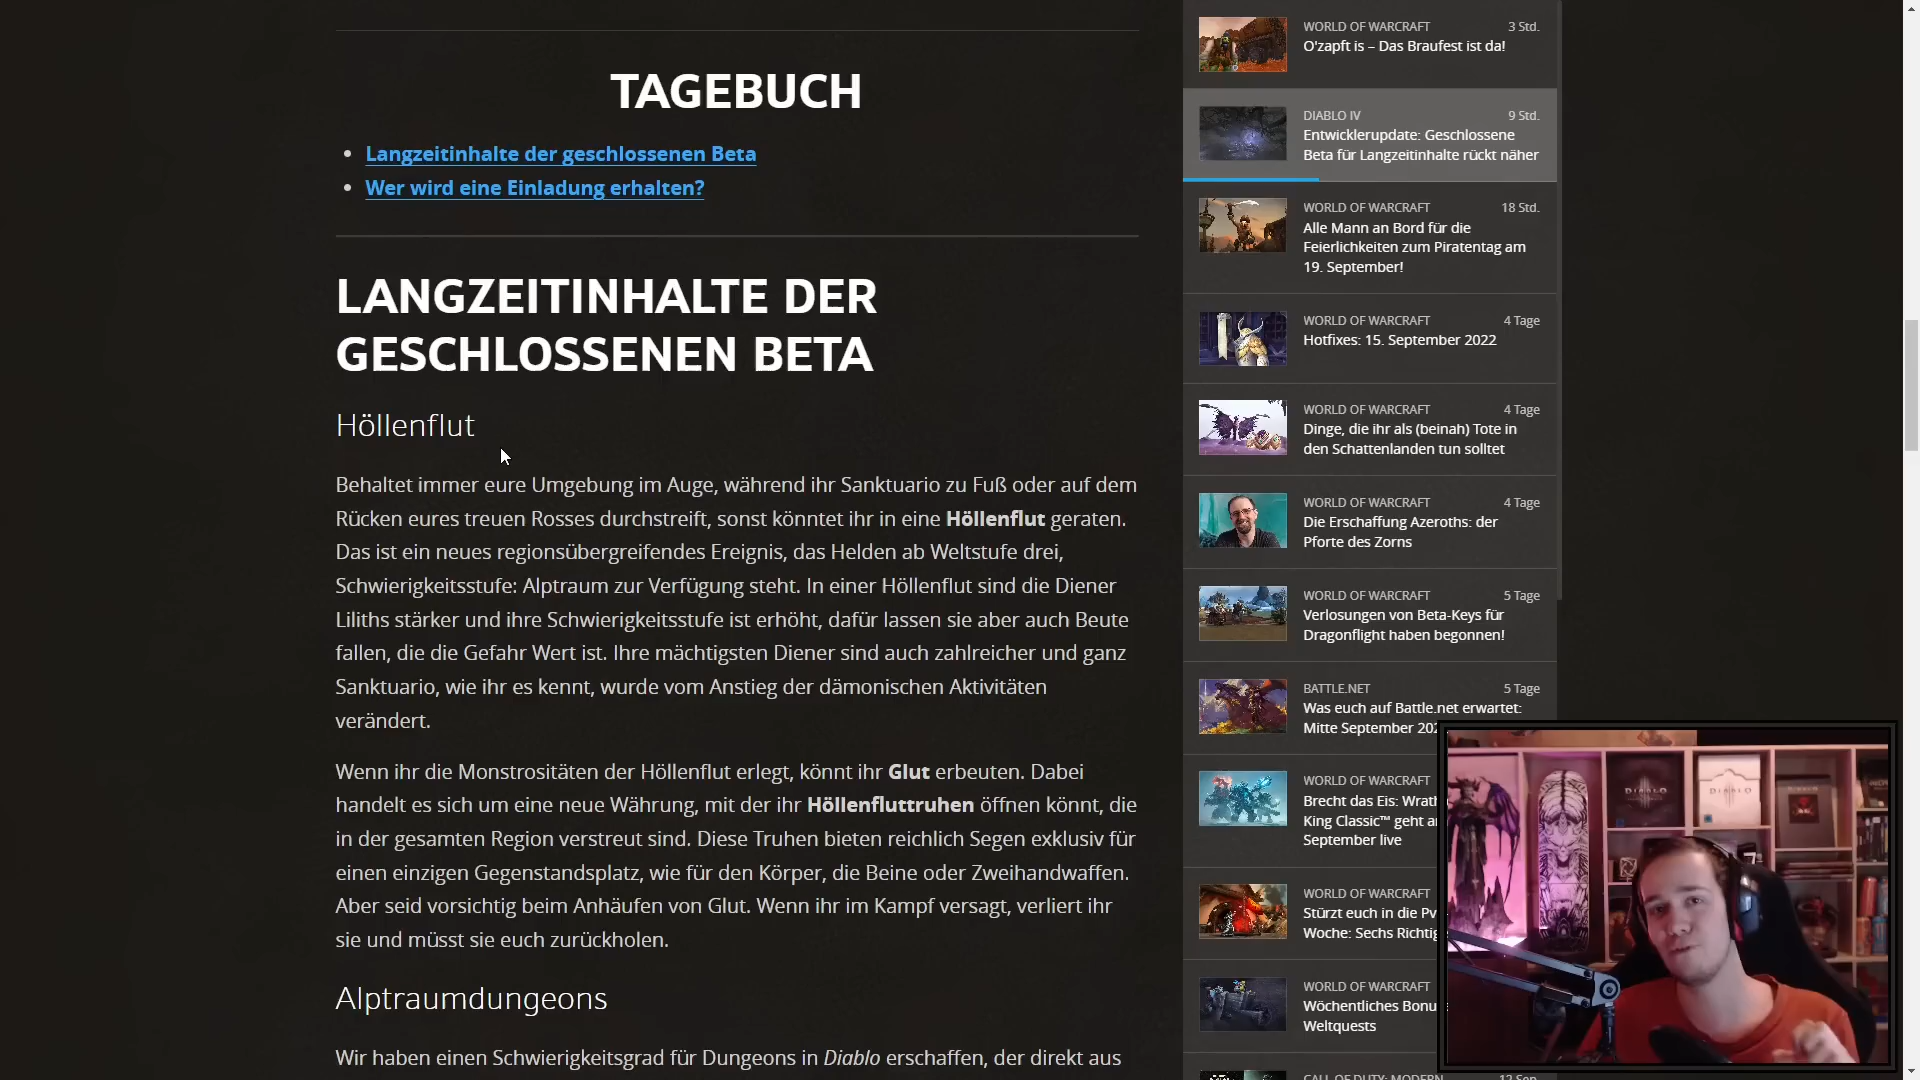 TAGEBUCH
Langzeitinhalte der geschlossenen Beta
Wer wird eine Einladung erhalten?
LANGZEITINHALTE DER
GESCHLOSSENEN BETA
Höllenflut
Behaltet immer eure Umgebung im Auge, während ihr Sanktuario zu Fuß oder auf dem
Rücken eures treuen Rosses durchstreift, sonst könntet ihr in eine Höllenflut geraten.
Das ist ein neues regionsübergreifendes Ereignis, das Helden ab Weltstufe drei,
Schwierigkeitsstufe: Alptraum zur Verfügung steht. In einer Höllenflut sind die Diener
Liliths stärker und ihre Schwierigkeitsstufe ist erhöht, dafür lassen sie aber auch Beute
fallen, die die Gefahr Wert ist. Ihre mächtigsten Diener sind auch zahlreicher und ganz
Sanktuario, wie ihr es kennt, wurde vom Anstieg der dämonischen Aktivitäten
verändert.
Wenn ihr die Monstrositäten der Höllenflut erlegt, könnt ihr Glut erbeuten. Dabei
handelt es sich um eine neue Währung, mit der ihr Höllenfluttruhen öffnen könnt, die
in der gesamten Region verstreut sind. Diese Truhen bieten reichlich Segen exklusiv für
einen einzigen Gegenstandsplatz, wie für den Körper, die Beine oder Zweihandwaffen.
Aber seid vorsichtig beim Anhäufen von Glut. Wenn ihr im Kampf versagt, verliert ihr
sie und müsst sie euch zurückholen.
Alptraumdungeons
Wir haben einen Schwierigkeitsgrad für Dungeons in Diablo erschaffen, der direkt aus
WORLD OF WARCRAFT 3 Std.
O'zapft is – Das Braufest ist da!
DIABLO IV 9 Std.
Entwicklerupdate: Geschlossene
Beta für Langzeitinhalte rückt näher
WORLD OF WARCRAFT 18 Std.
Alle Mann an Bord für die
Feierlichkeiten zum Piratentag am
19. September!
WORLD OF WARCRAFT 4 Tage
Hotfixes: 15. September 2022
WORLD OF WARCRAFT 4 Tage
Dinge, die ihr als (beinah) Tote in
den Schattenlanden tun solltet
WORLD OF WARCRAFT 4 Tage
Die Erschaffung Azeroths: der
Pforte des Zorns
WORLD OF WARCRAFT 5 Tage
Verlosungen von Beta-Keys für
Dragonflight haben begonnen!
BATTLE.NET 5 Tage
Was euch auf Battle.net erwartet:
Mitte September 202
WORLD OF WARCRAFT
Brecht das Eis: Wrath
King Classic™ geht a
September live
WORLD OF WARCRAFT
Stürzt euch in die Pv
Woche: Sechs Richtig
WORLD OF WARCRAFT
Wöchentliches Bonu
Weltquests
CALL OF DUTY: MODERN 12 Sep.
DIABLO
DIABLO